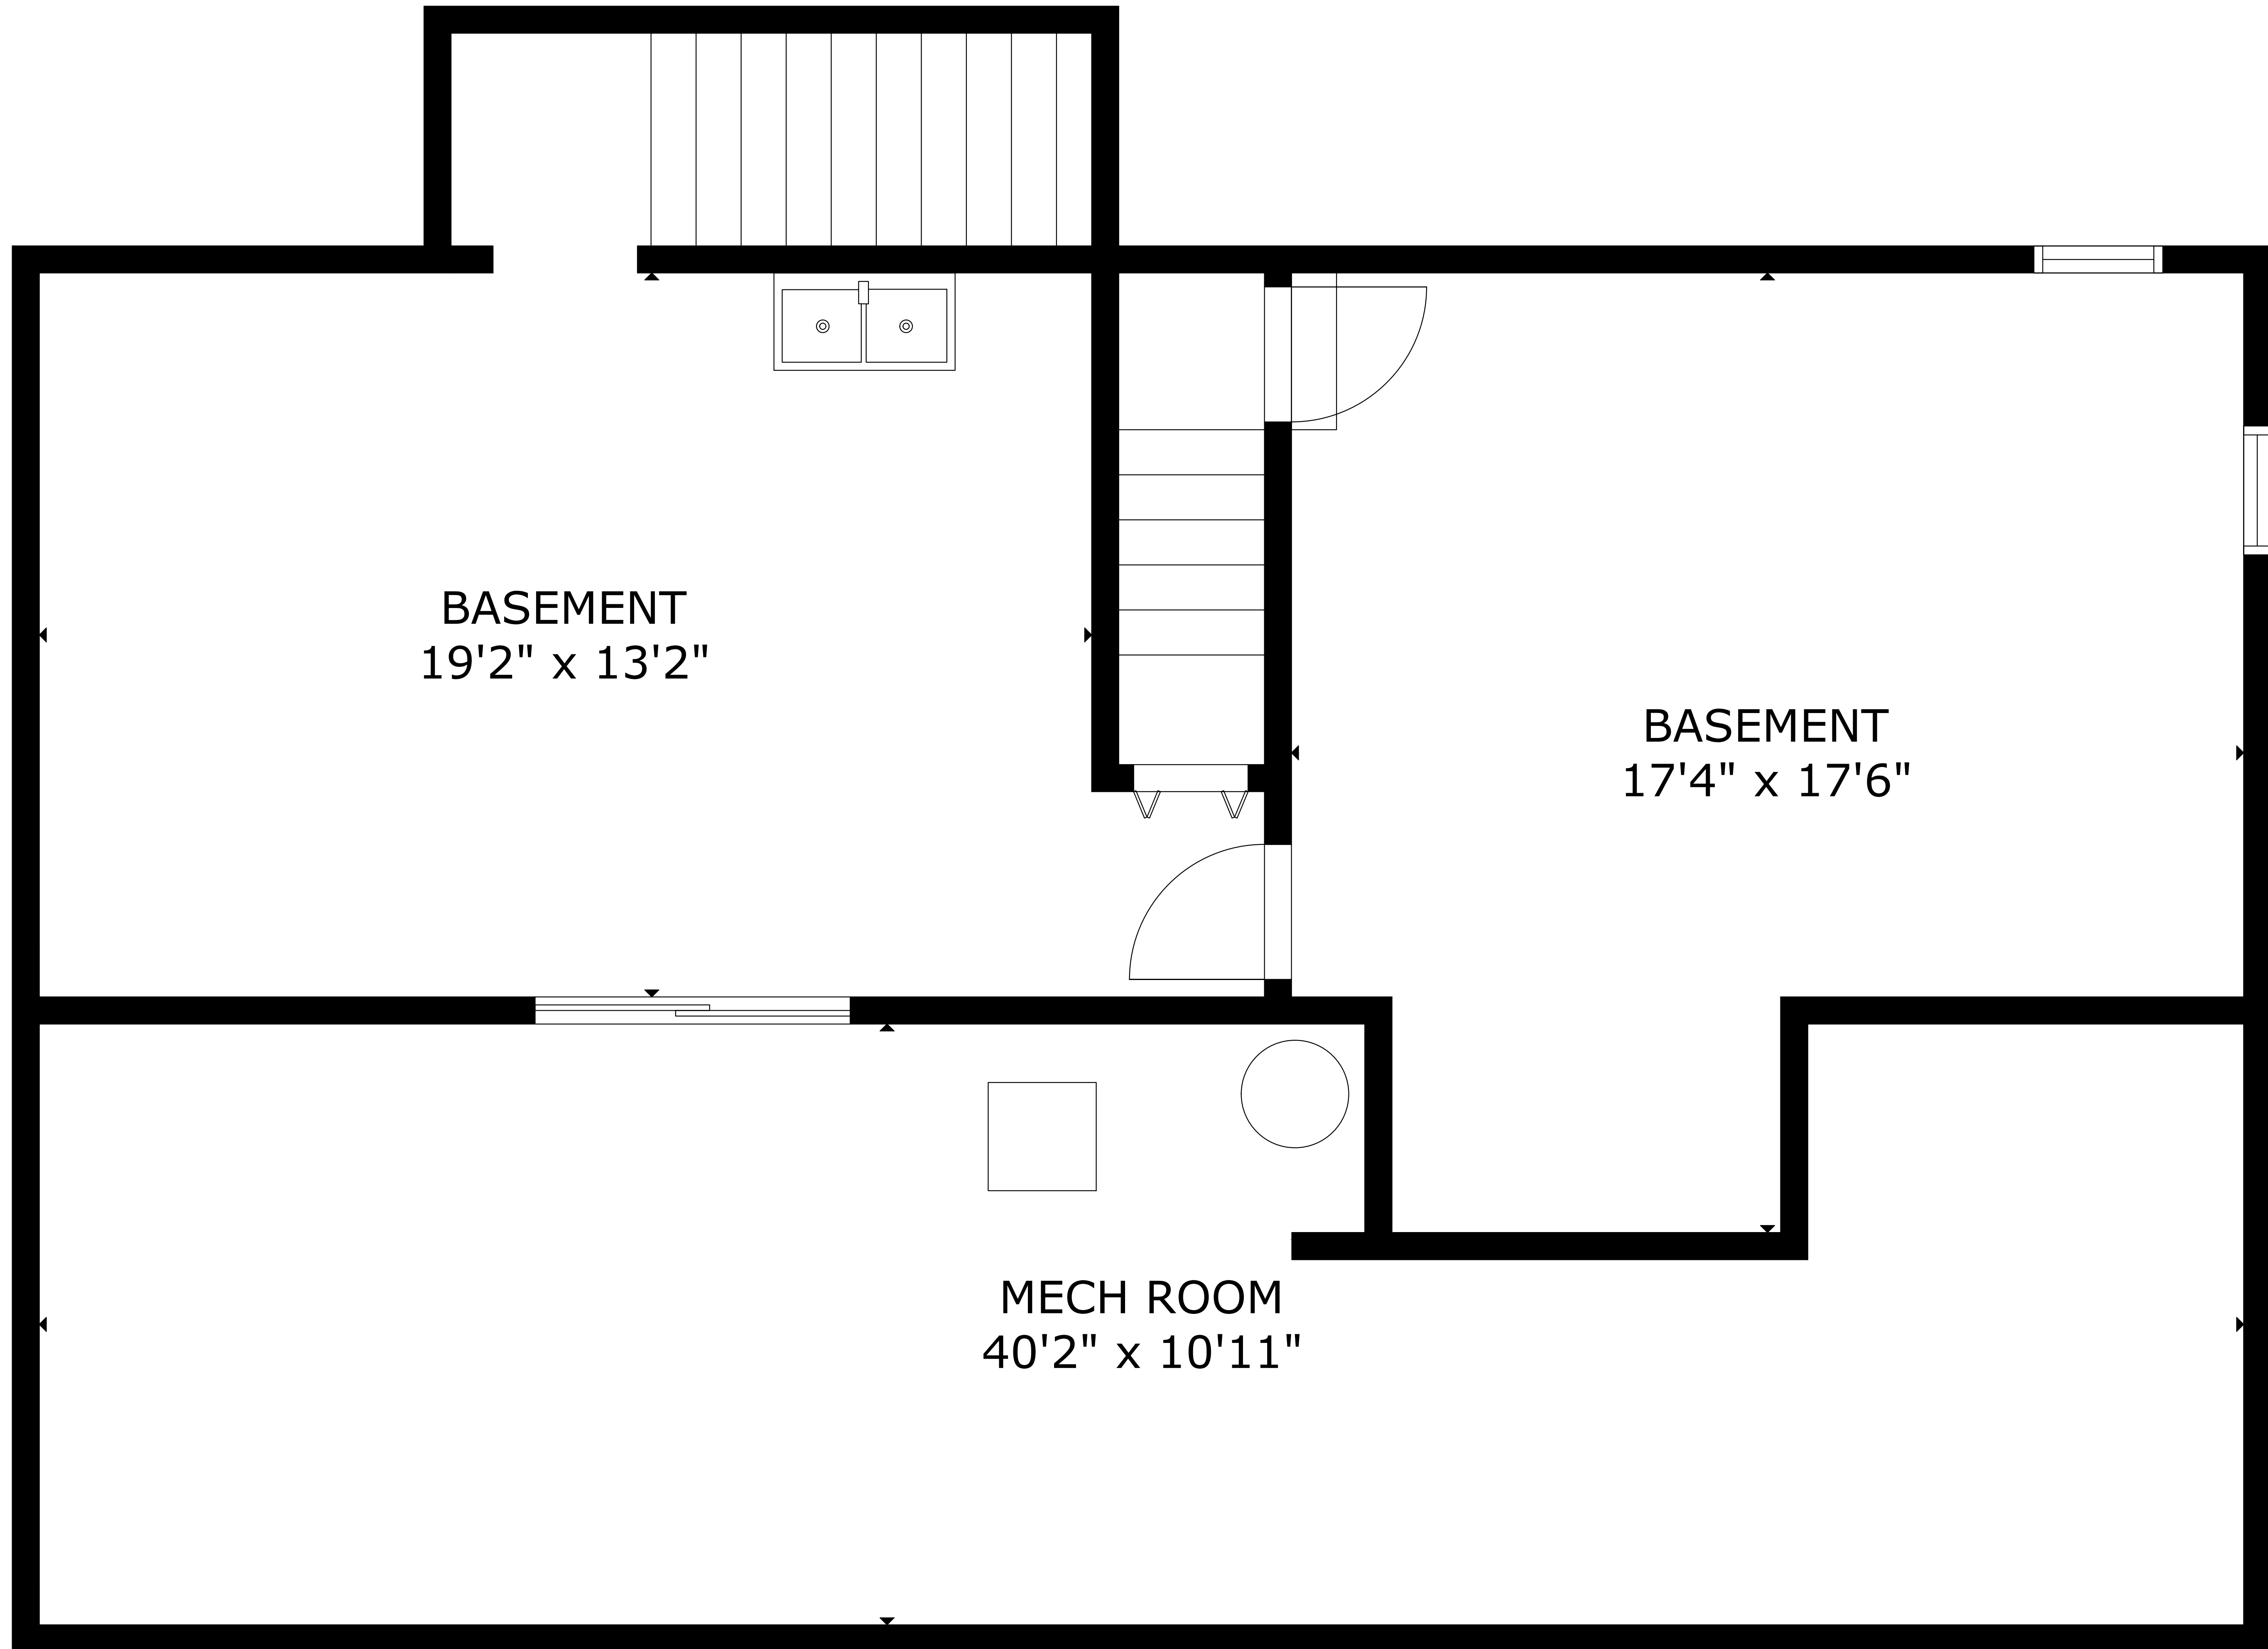 BASEMENT
19'2" x 13'2"
BASEMENT
17'4" x 17'6"
MECH ROOM
40'2" x 10'11"